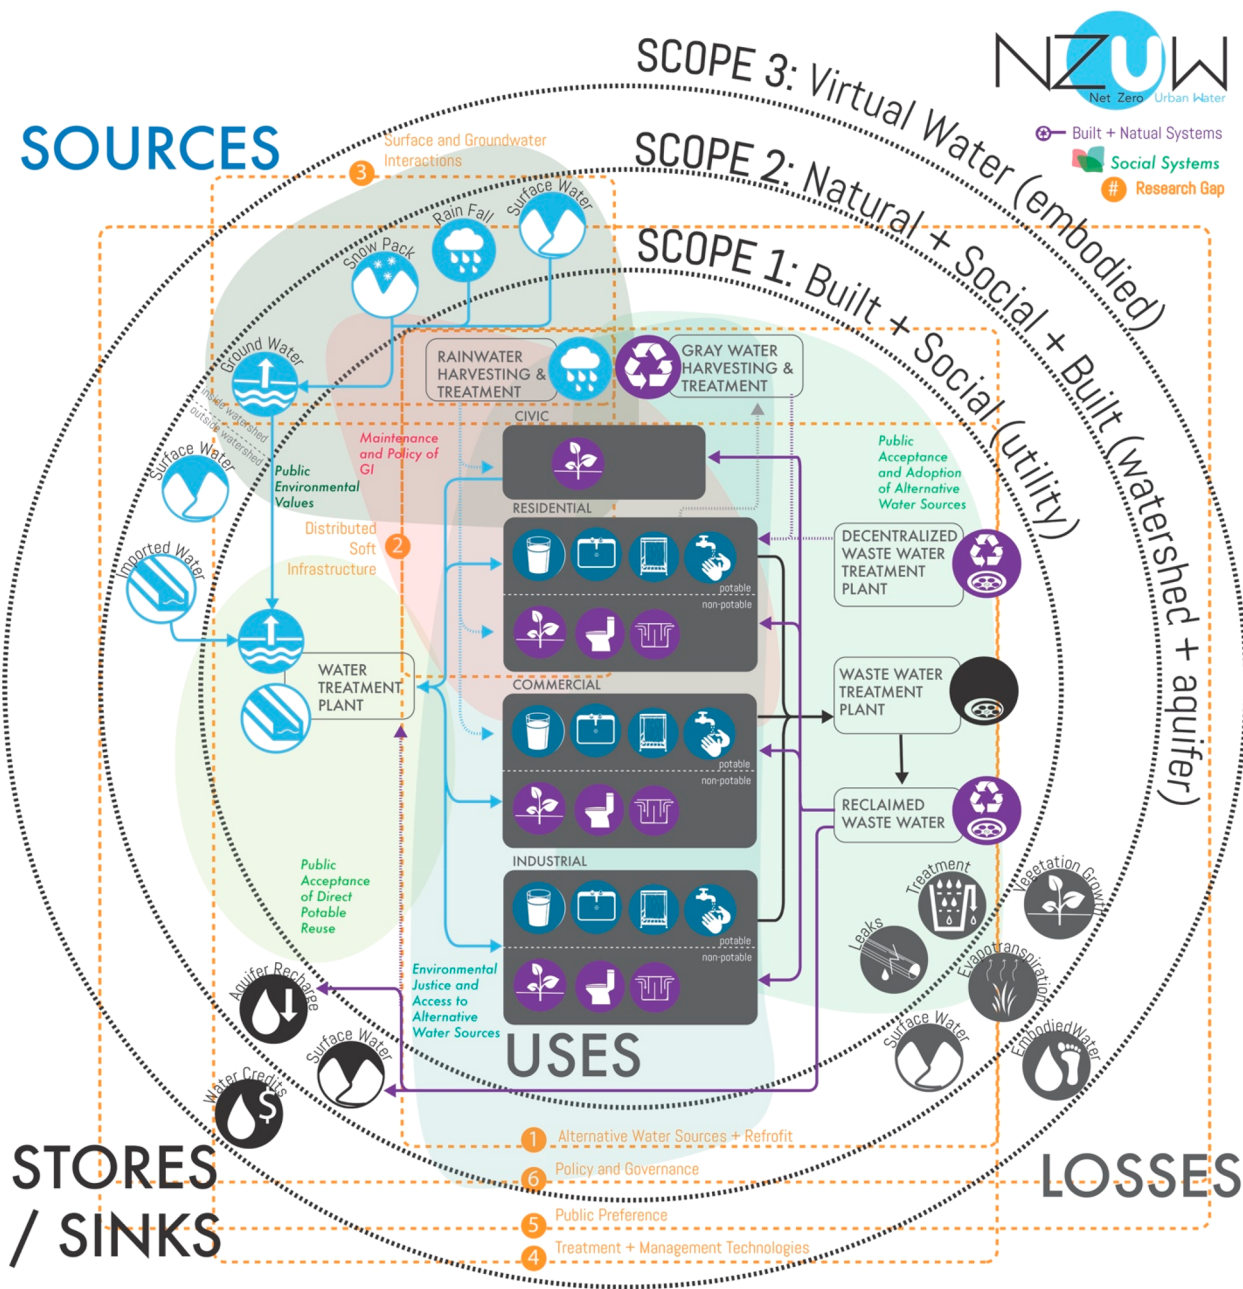 SCOPE 3: Virtual Water (embodied)
SCOPE 2: Natural + Social + Built (watershed + aquifer)
SCOPE 1: Built + Social (utility)
NZUW
Net Zero Urban Water
Built + Natual Systems
Social Systems
# Research Gap
SOURCES
Surface and Groundwater
Interactions
3
Surface Water
Rain Fall
Snow Pack
Ground Water
inside watershed
outside watershed
Surface Water
Imported Water
RAINWATER
HARVESTING &
TREATMENT
GRAY WATER
HARVESTING &
TREATMENT
Maintenance
and Policy of
GI
Public
Environmental
Values
Distributed
Soft
Infrastructure
2
Public
Acceptance
and Adoption
of Alternative
Water Sources
CIVIC
RESIDENTIAL
potable
non-potable
COMMERCIAL
potable
non-potable
INDUSTRIAL
potable
non-potable
USES
WATER
TREATMENT
PLANT
DECENTRALIZED
WASTE WATER
TREATMENT
PLANT
WASTE WATER
TREATMENT
PLANT
RECLAIMED
WASTE WATER
Public
Acceptance
of Direct
Potable
Reuse
Environmental
Justice and
Access to
Alternative
Water Sources
Treatment
Vegetation Growth
Leaks
Evapotranspiration
Surface Water
EmbodiedWater
Aquifer Recharge
Surface Water
Water Credits
$
STORES
/ SINKS
LOSSES
1 Alternative Water Sources + Refrofit
6 Policy and Governance
5 Public Preference
4 Treatment + Management Technologies